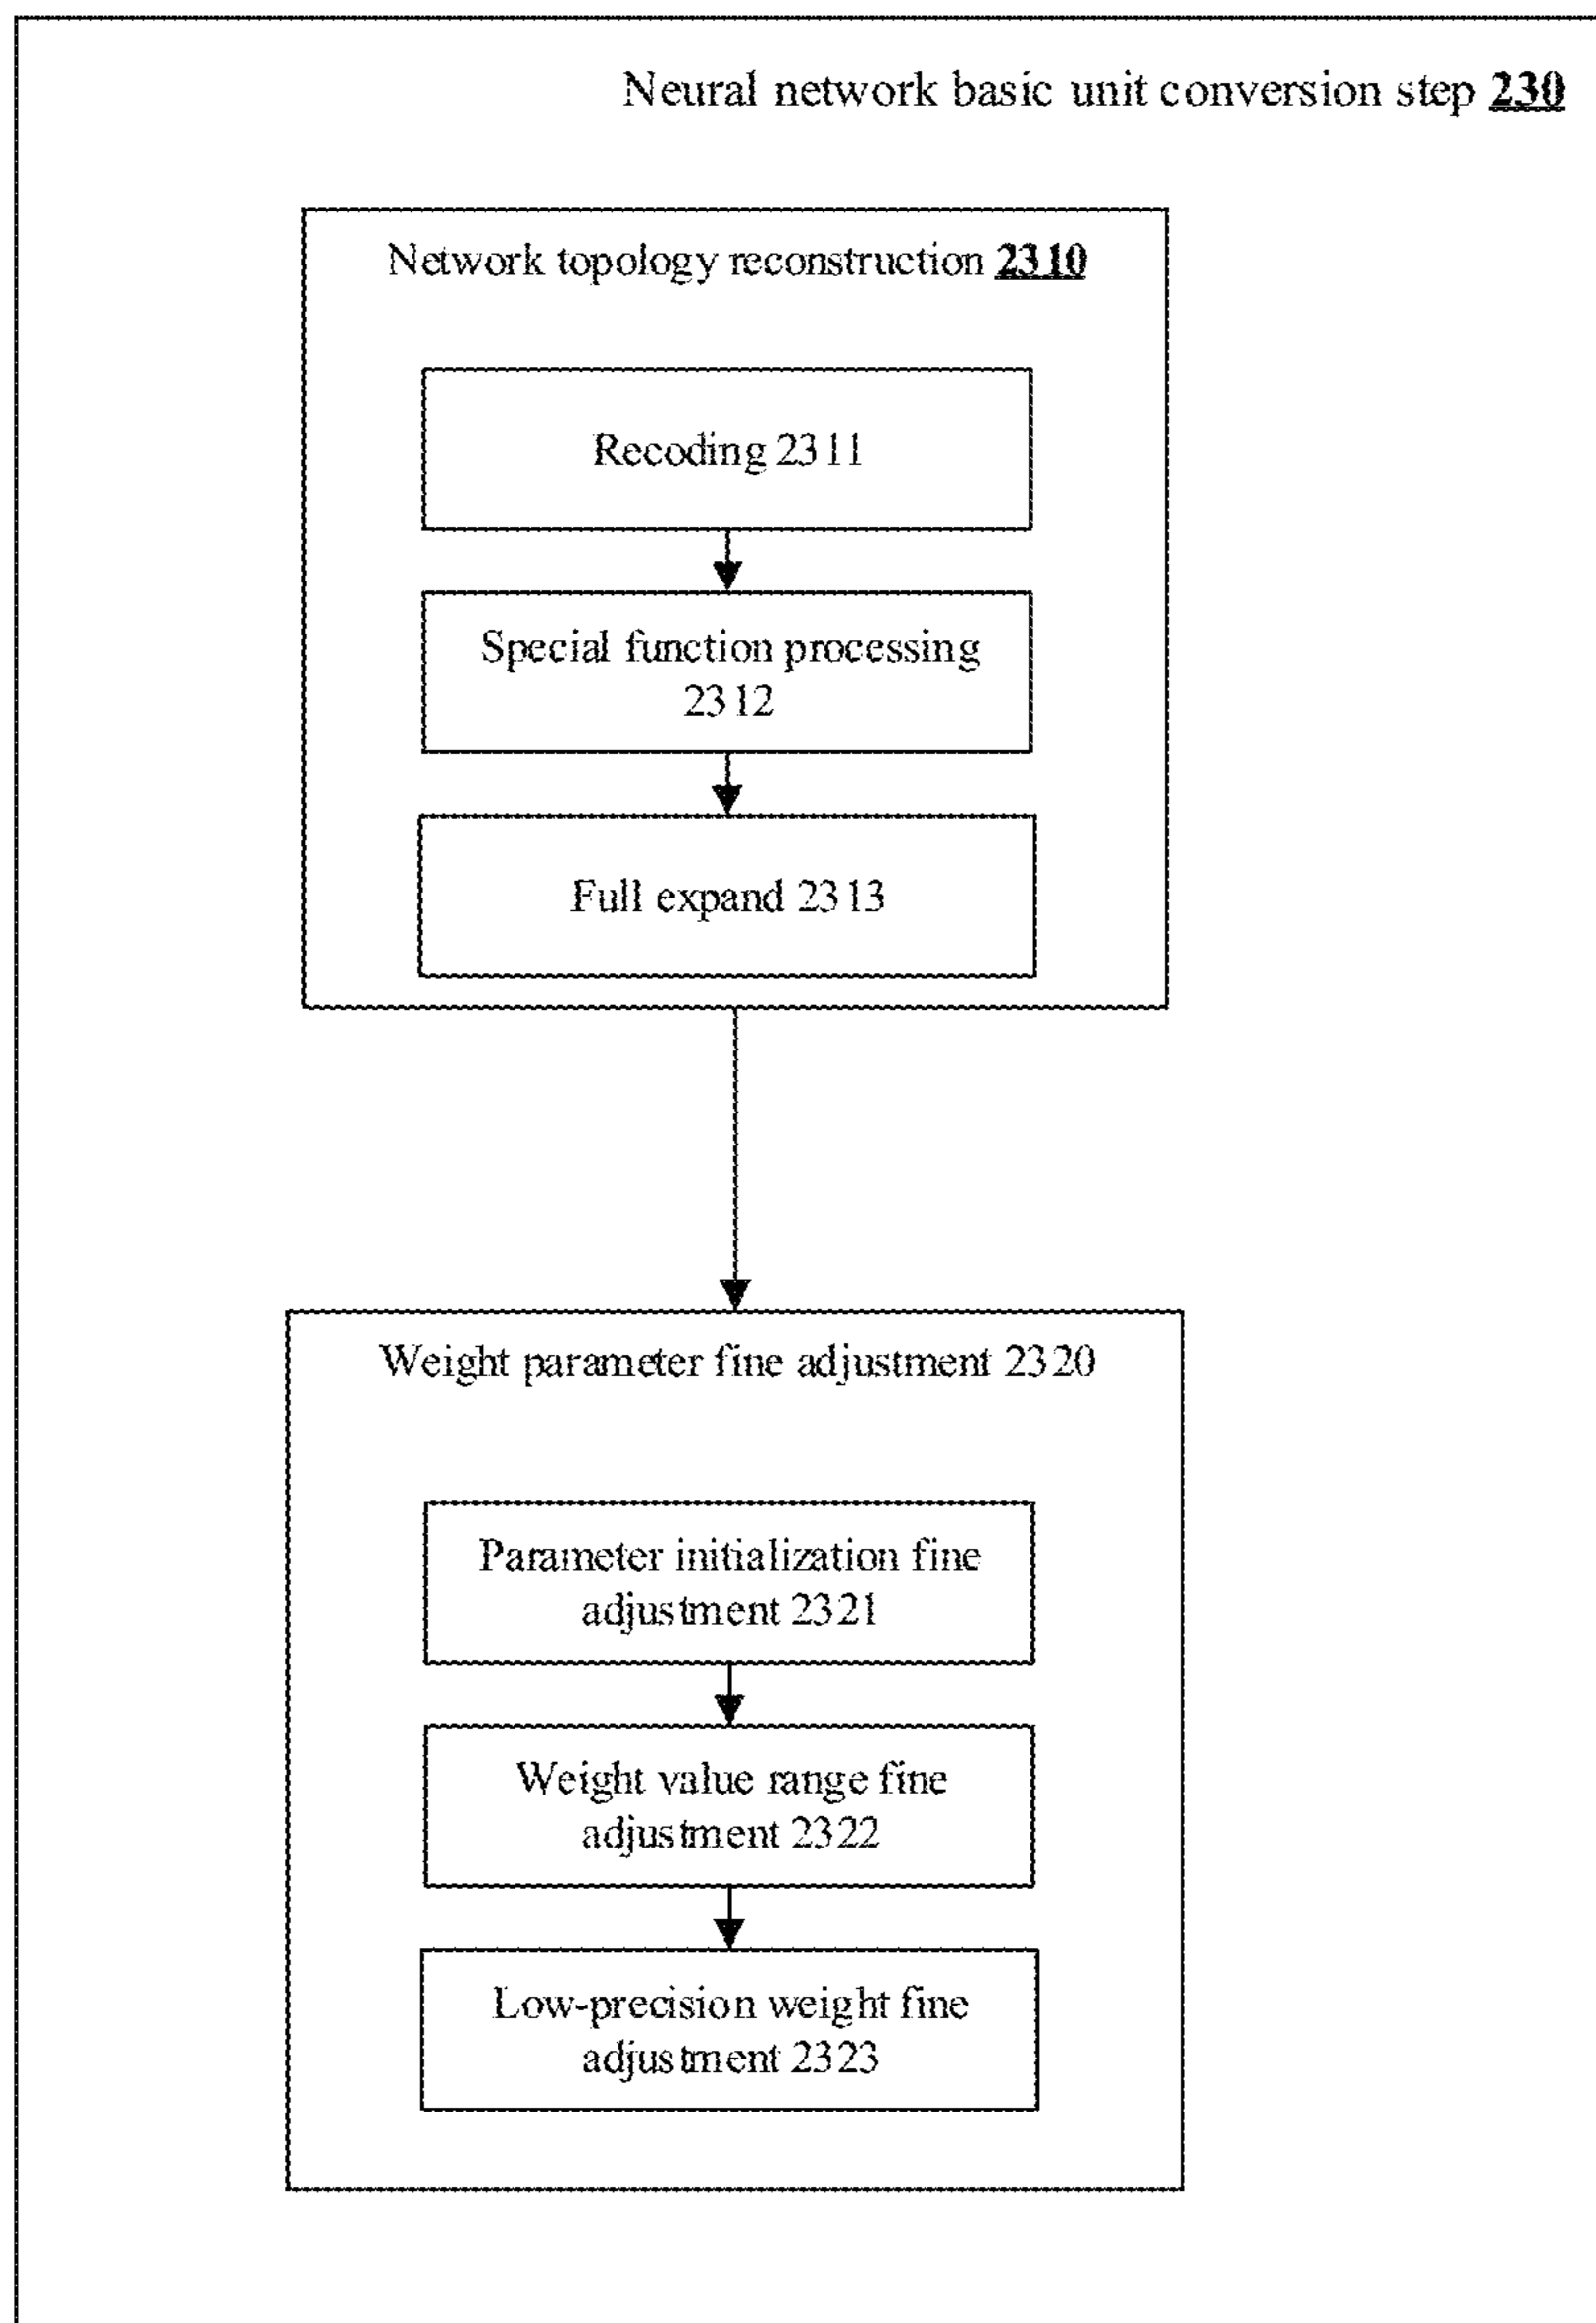 Neural network basic unit conversion step 230
Network topology reconstruction 2310
Recoding 2311
Special function processing
2312
Full expand 2313
Weight parameter fine adjustment 2320
Parameter initialization fine
adjustment 2321
Weight value range fine
adjustment 2322
Low-precision weight fine
adjustment 2323